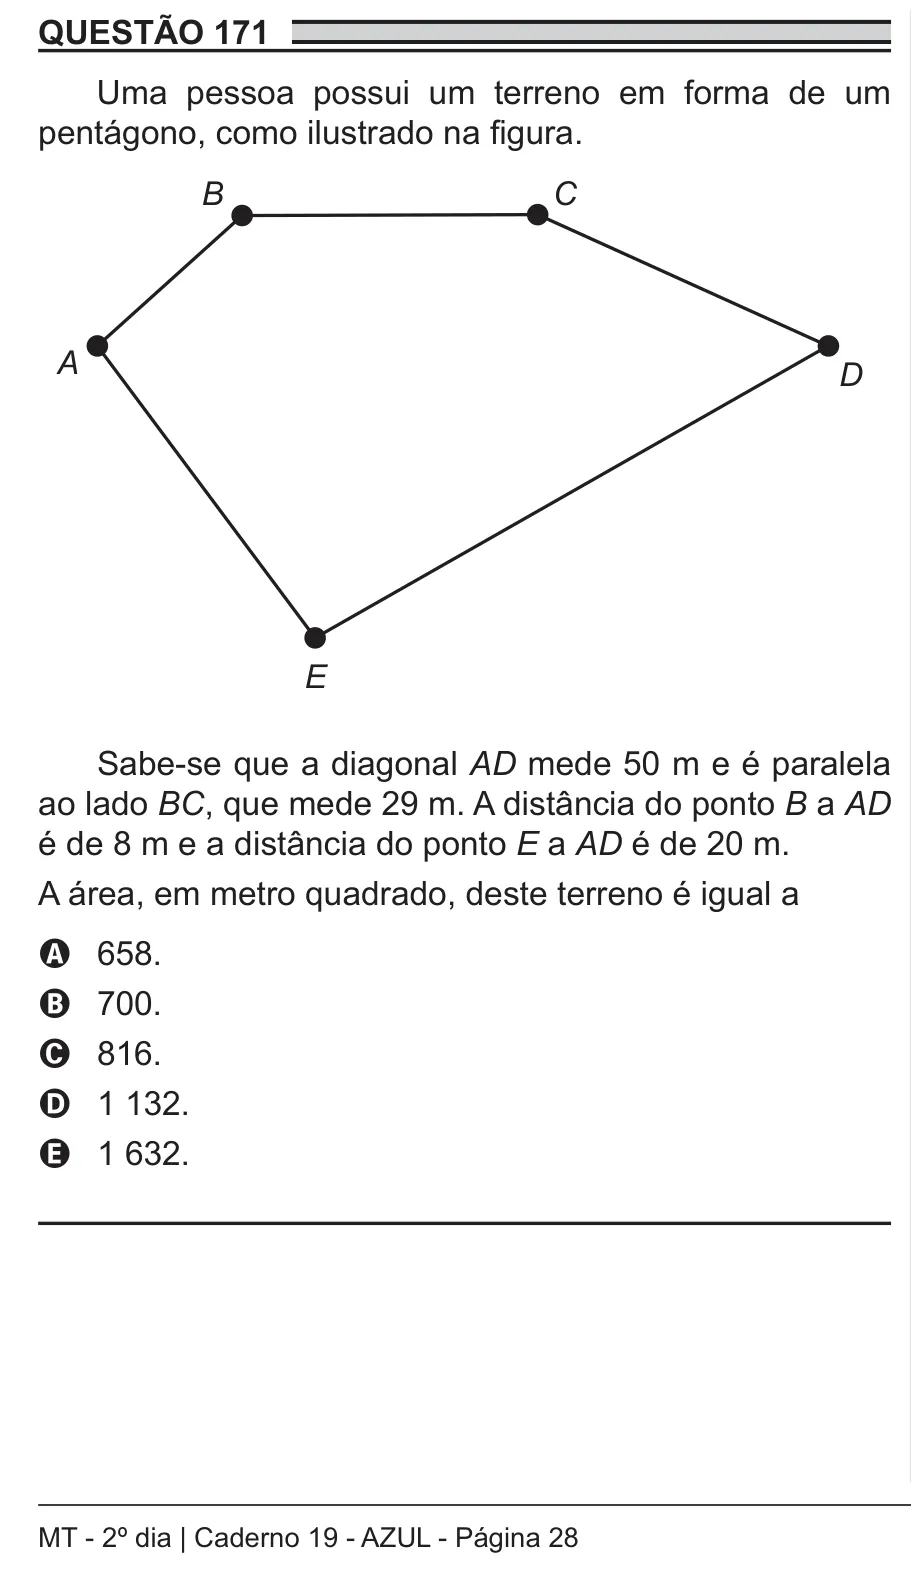 QUESTÃO 171
Uma pessoa possui um terreno em forma de um
pentágono, como ilustrado na figura.
B
C
A
D
E
Sabe-se que a diagonal AD mede 50 m e é paralela
ao lado BC, que mede 29 m. A distância do ponto B a AD
é de 8 m e a distância do ponto E a AD é de 20 m.
A área, em metro quadrado, deste terreno é igual a
A 658.
B 700.
C 816.
D 1 132.
E 1 632.
MT - 2º dia | Caderno 19 - AZUL - Página 28